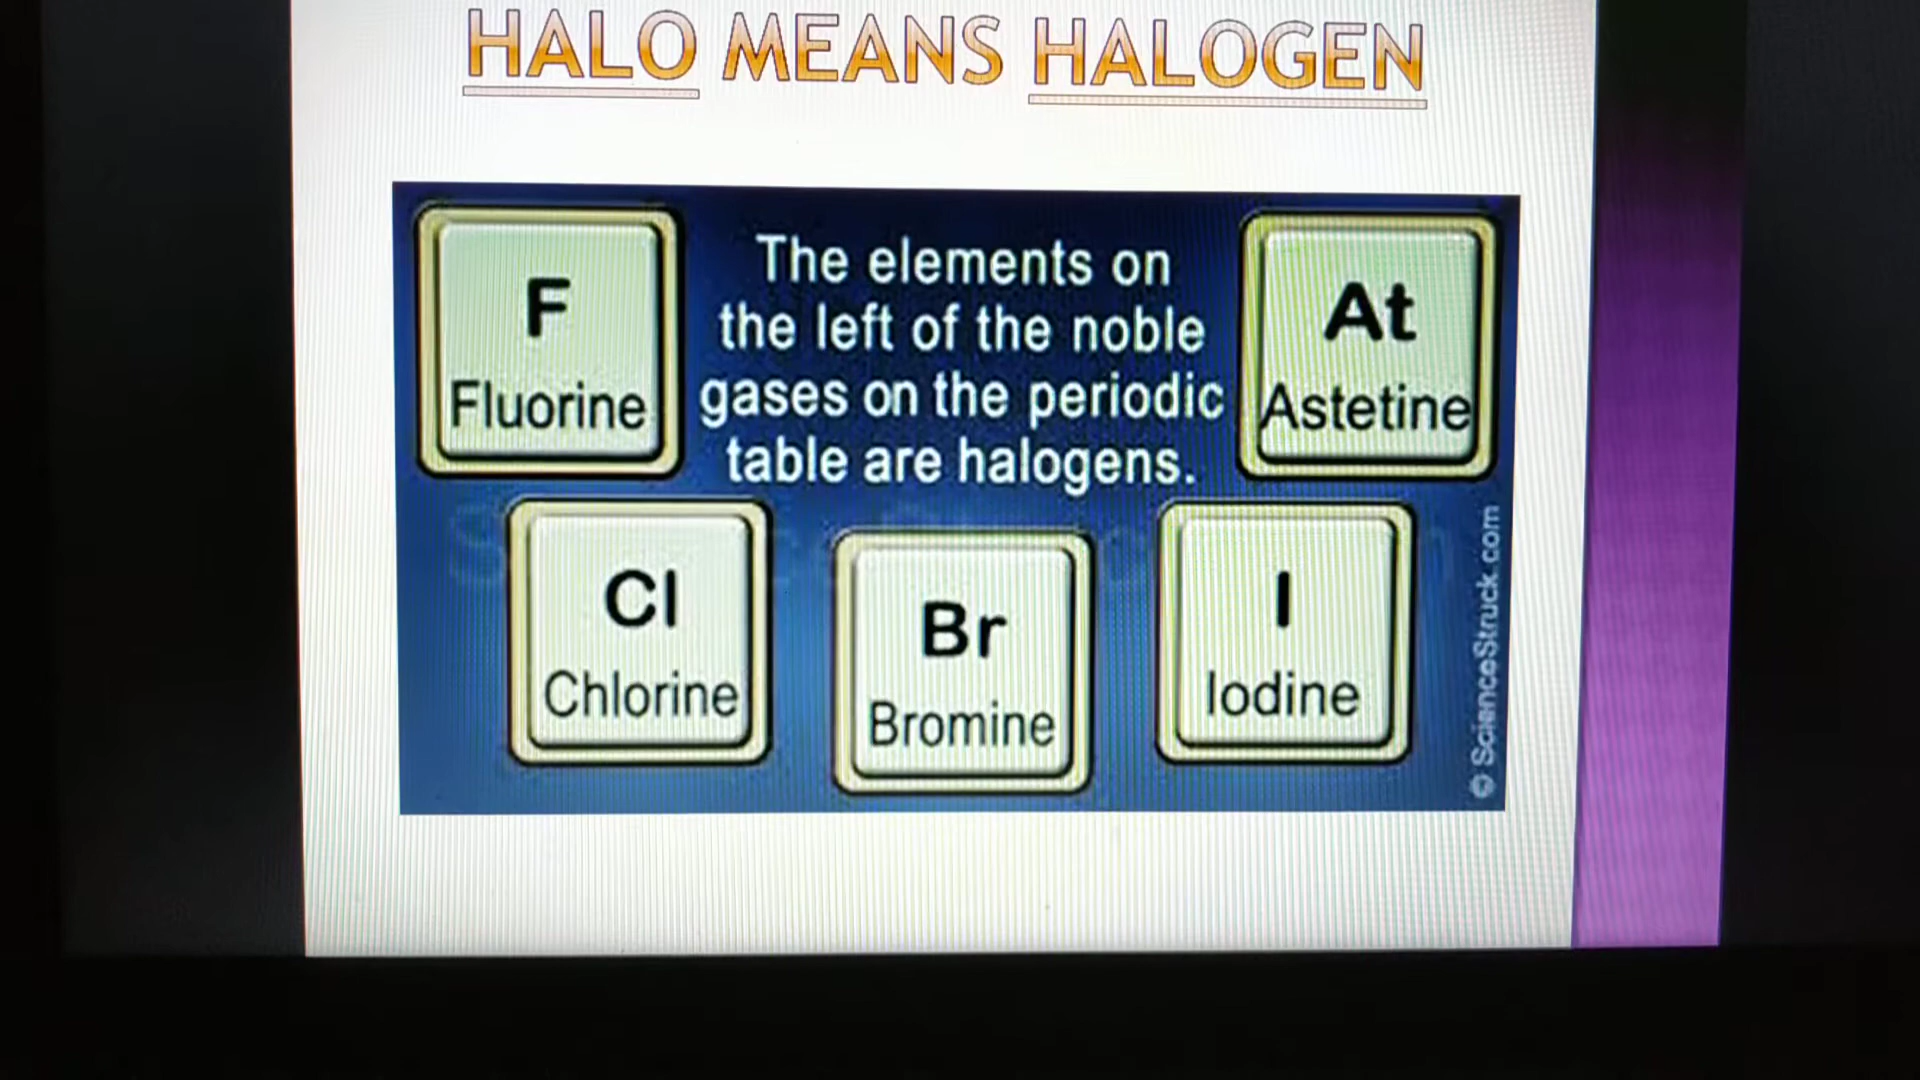 HALO MEANS HALOGEN
The elements on
the left of the noble
gases on the periodic
table are halogens.
F
Fluorine
At
Astetine
Cl
Chlorine
Br
Bromine
I
Iodine
© ScienceStruck.com